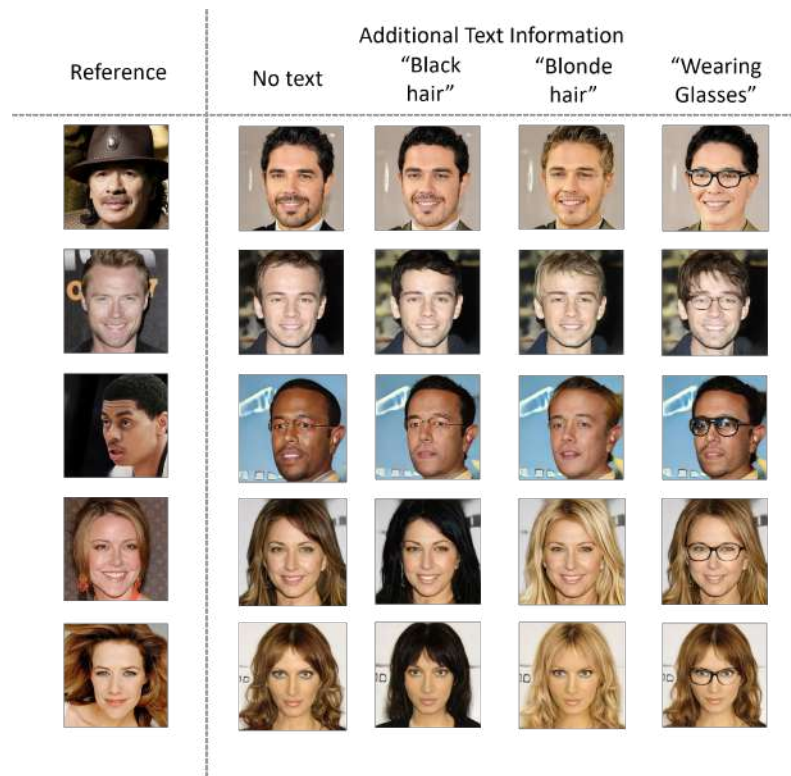 Additional Text Information
Reference
No text
“Black
hair”
“Blonde
hair”
“Wearing
Glasses”